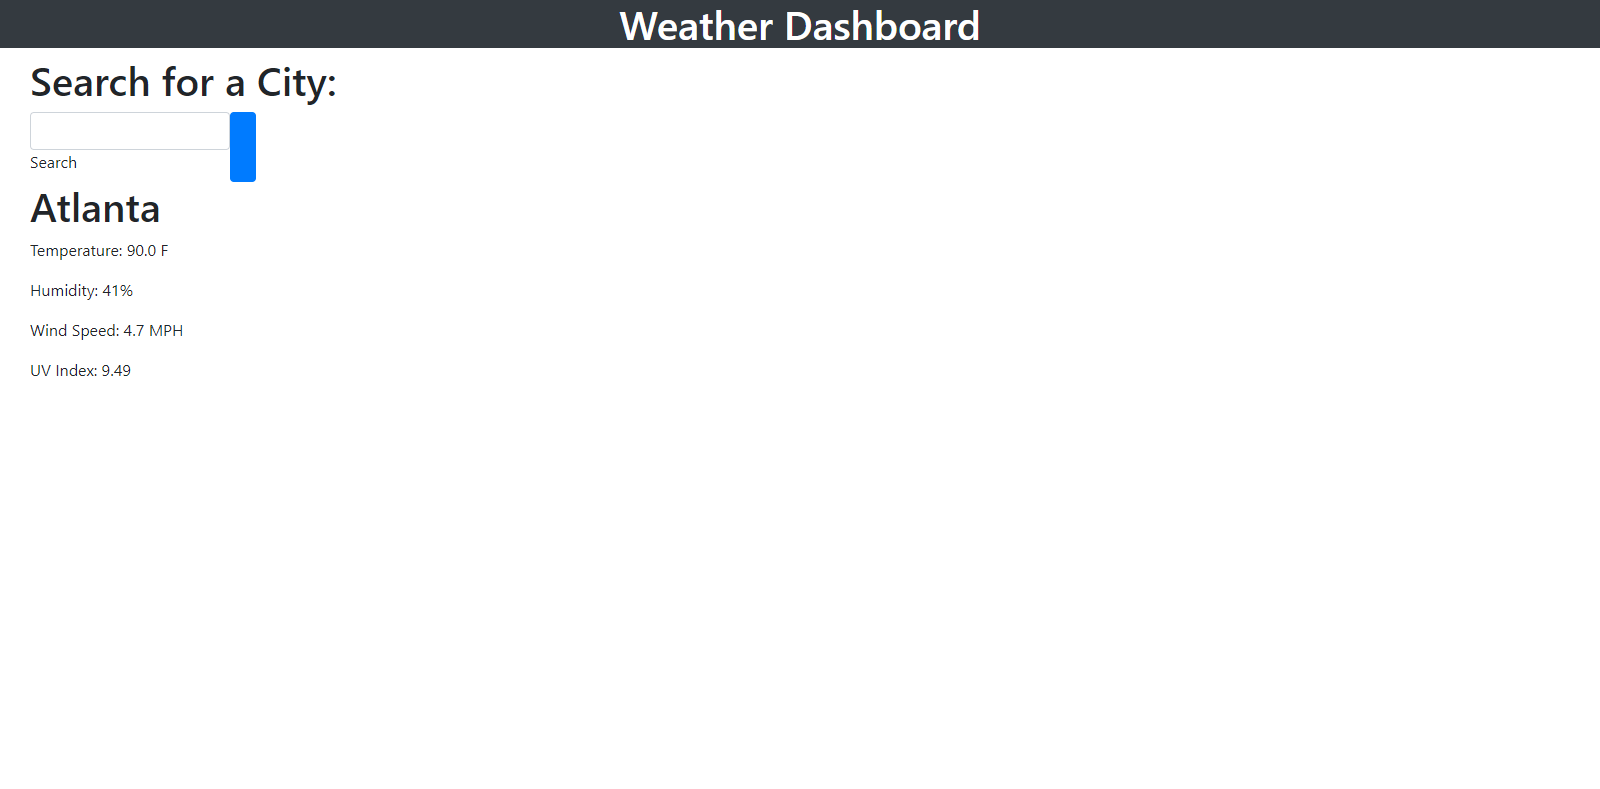 Weather Dashboard
Search for a City:
Search
Atlanta
Temperature: 90.0 F
Humidity: 41%
Wind Speed: 4.7 MPH
UV Index: 9.49